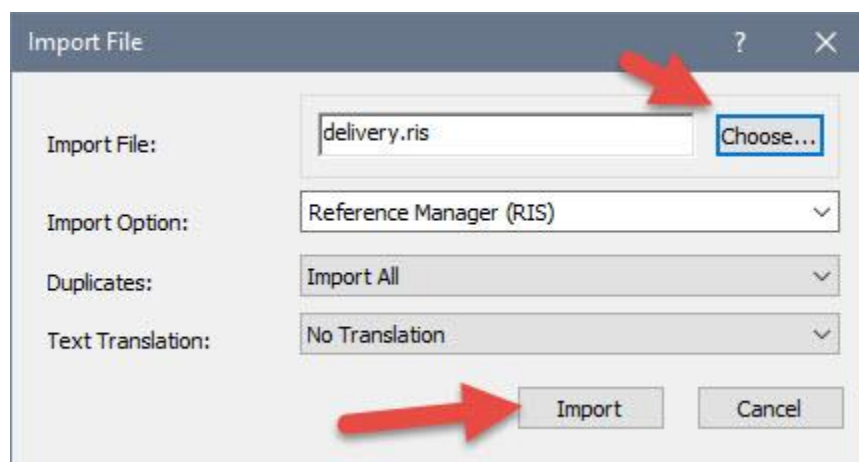 Import File
?
Import File:
delivery.ris
Choose...
Import Option:
Reference Manager (RIS)
Duplicates:
Import All
Text Translation:
No Translation
Import
Cancel